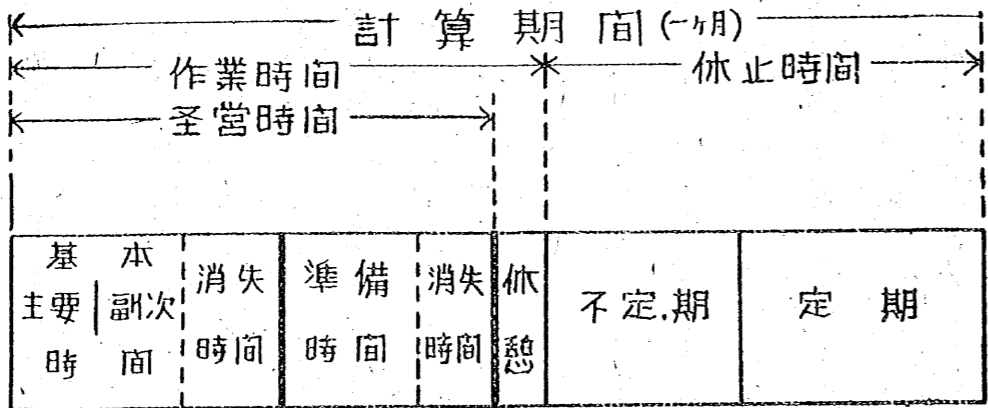 計算期間(一ヶ月)
作業時間 休止時間
圣営時間
基本 消失 準備 消失 休 不定.期 定期
主要 副次
時間 時間 時間 時間 憩